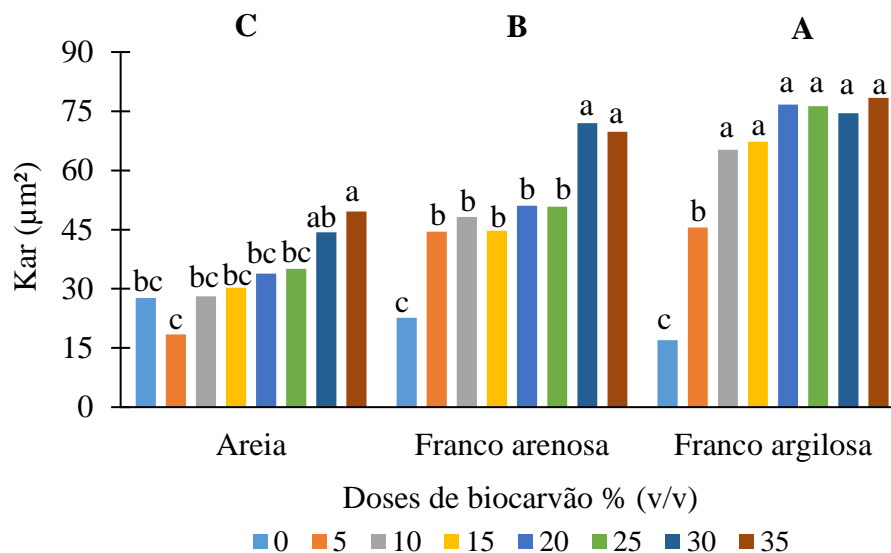 C B A
90
75
60
45
30
15
0
Kar (µm²)
bc c bc bc bc bc ab a
c b b b b b a a
c b a a a a a a
Areia Franco arenosa Franco argilosa
Doses de biocarvão % (v/v)
0 5 10 15 20 25 30 35